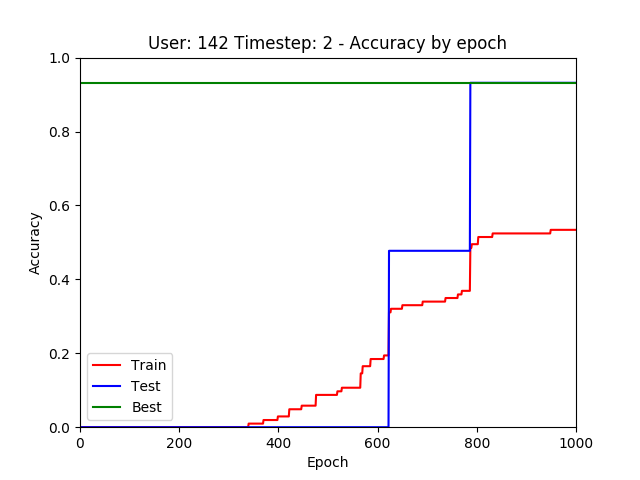 User: 142 Timestep: 2 - Accuracy by epoch
1.0
0.8
0.6
0.4
0.2
0.0
Accuracy
Train
Test
Best
0 200 400 600 800 1000
Epoch